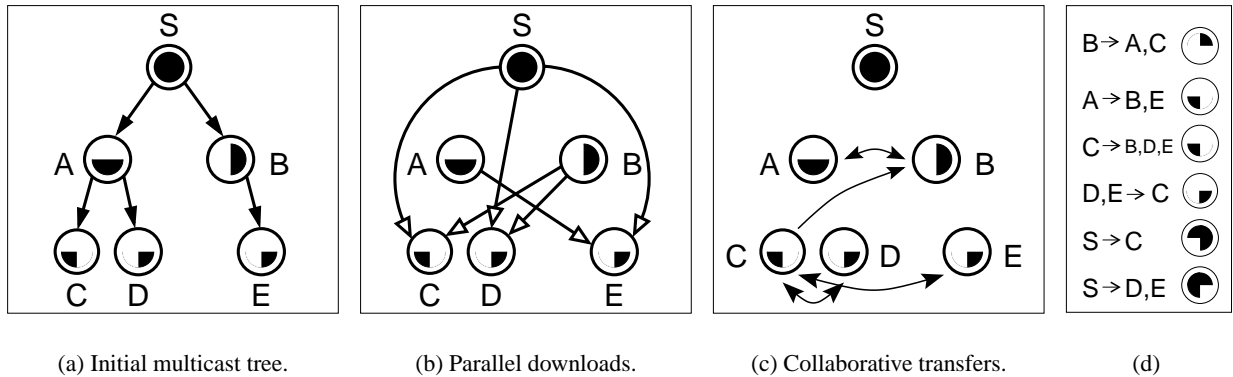 S
A
B
C
D
E
(a) Initial multicast tree.
S
A
B
C
D
E
(b) Parallel downloads.
S
A
B
C
D
E
(c) Collaborative transfers.
B→A,C
A→B,E
C→B,D,E
D,E→C
S→C
S→D,E
(d)